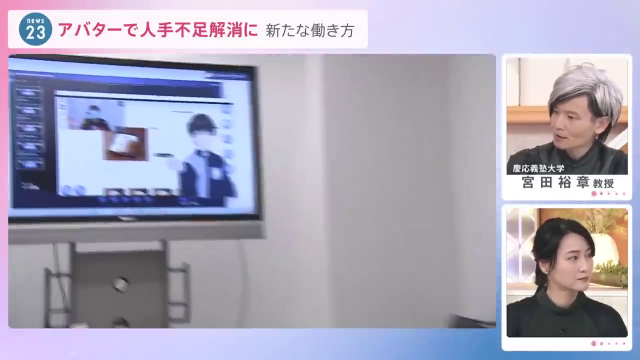 news
23
アバターで人手不足解消に 新たな働き方
慶応義塾大学
宮田裕章教授